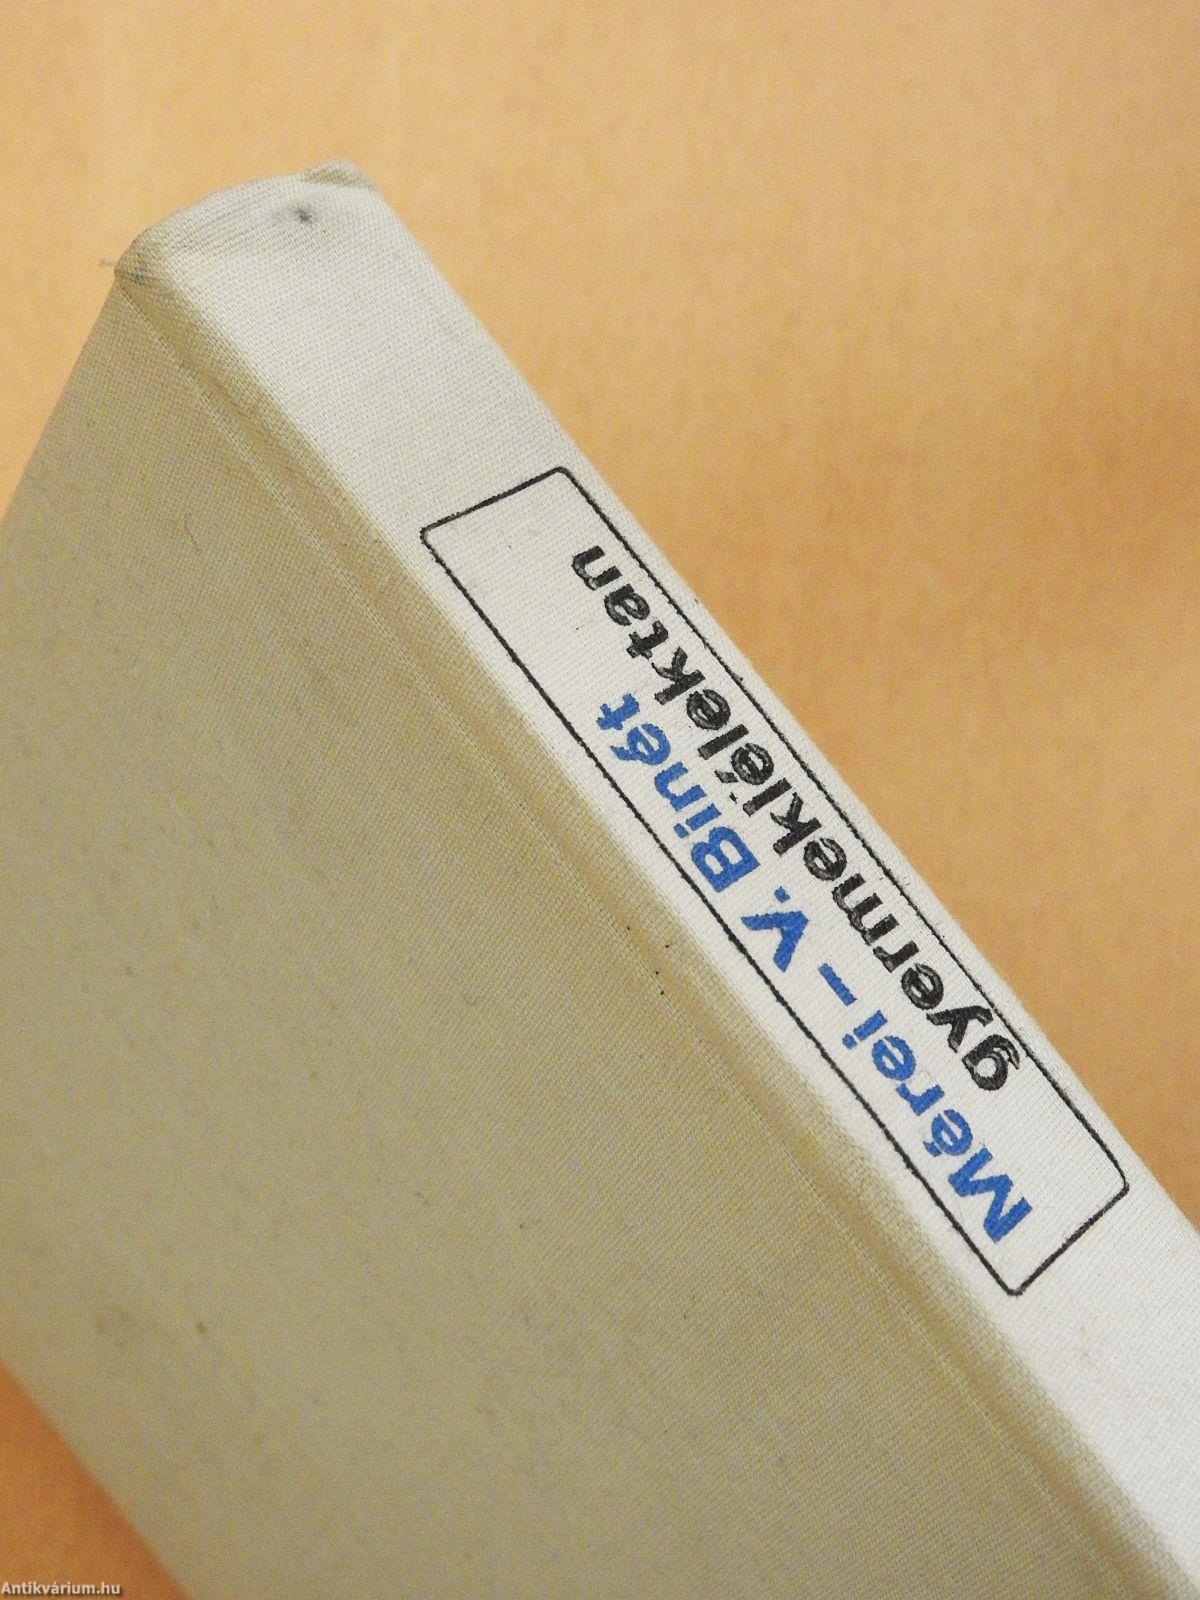 Mérei – V. Binét
gyermeklélektan
Antikvárium.hu